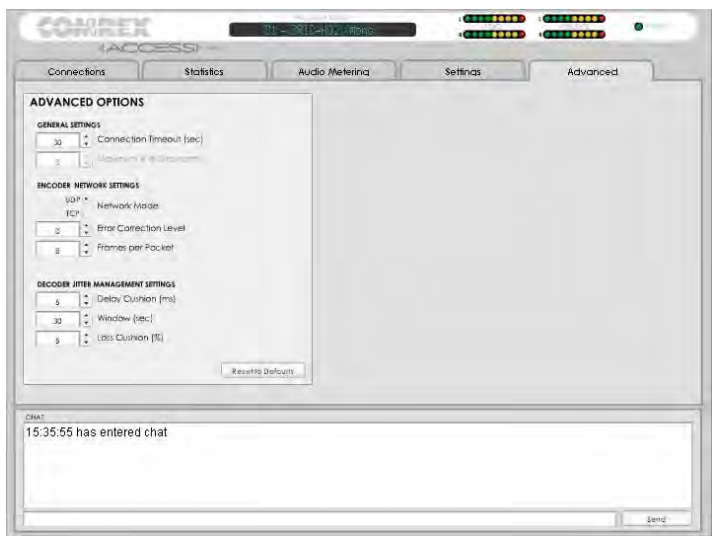 COMREX
ACCESS
Connections
Statistics
Audio Metering
Settings
Advanced
ADVANCED OPTIONS
GENERAL SETTINGS
30 Connection Timeout (sec)
ENCODER NETWORK SETTINGS
UDP
Network Mode
TCP
0 Error Correction Level
Frames per Packet
DECODER JITTER MANAGEMENT SETTINGS
5 Delay Cushion (ms)
30 Window (sec)
5 Loss Cushion (%)
Reset to Defaults
CHAT
15:35:55 has entered chat
Send